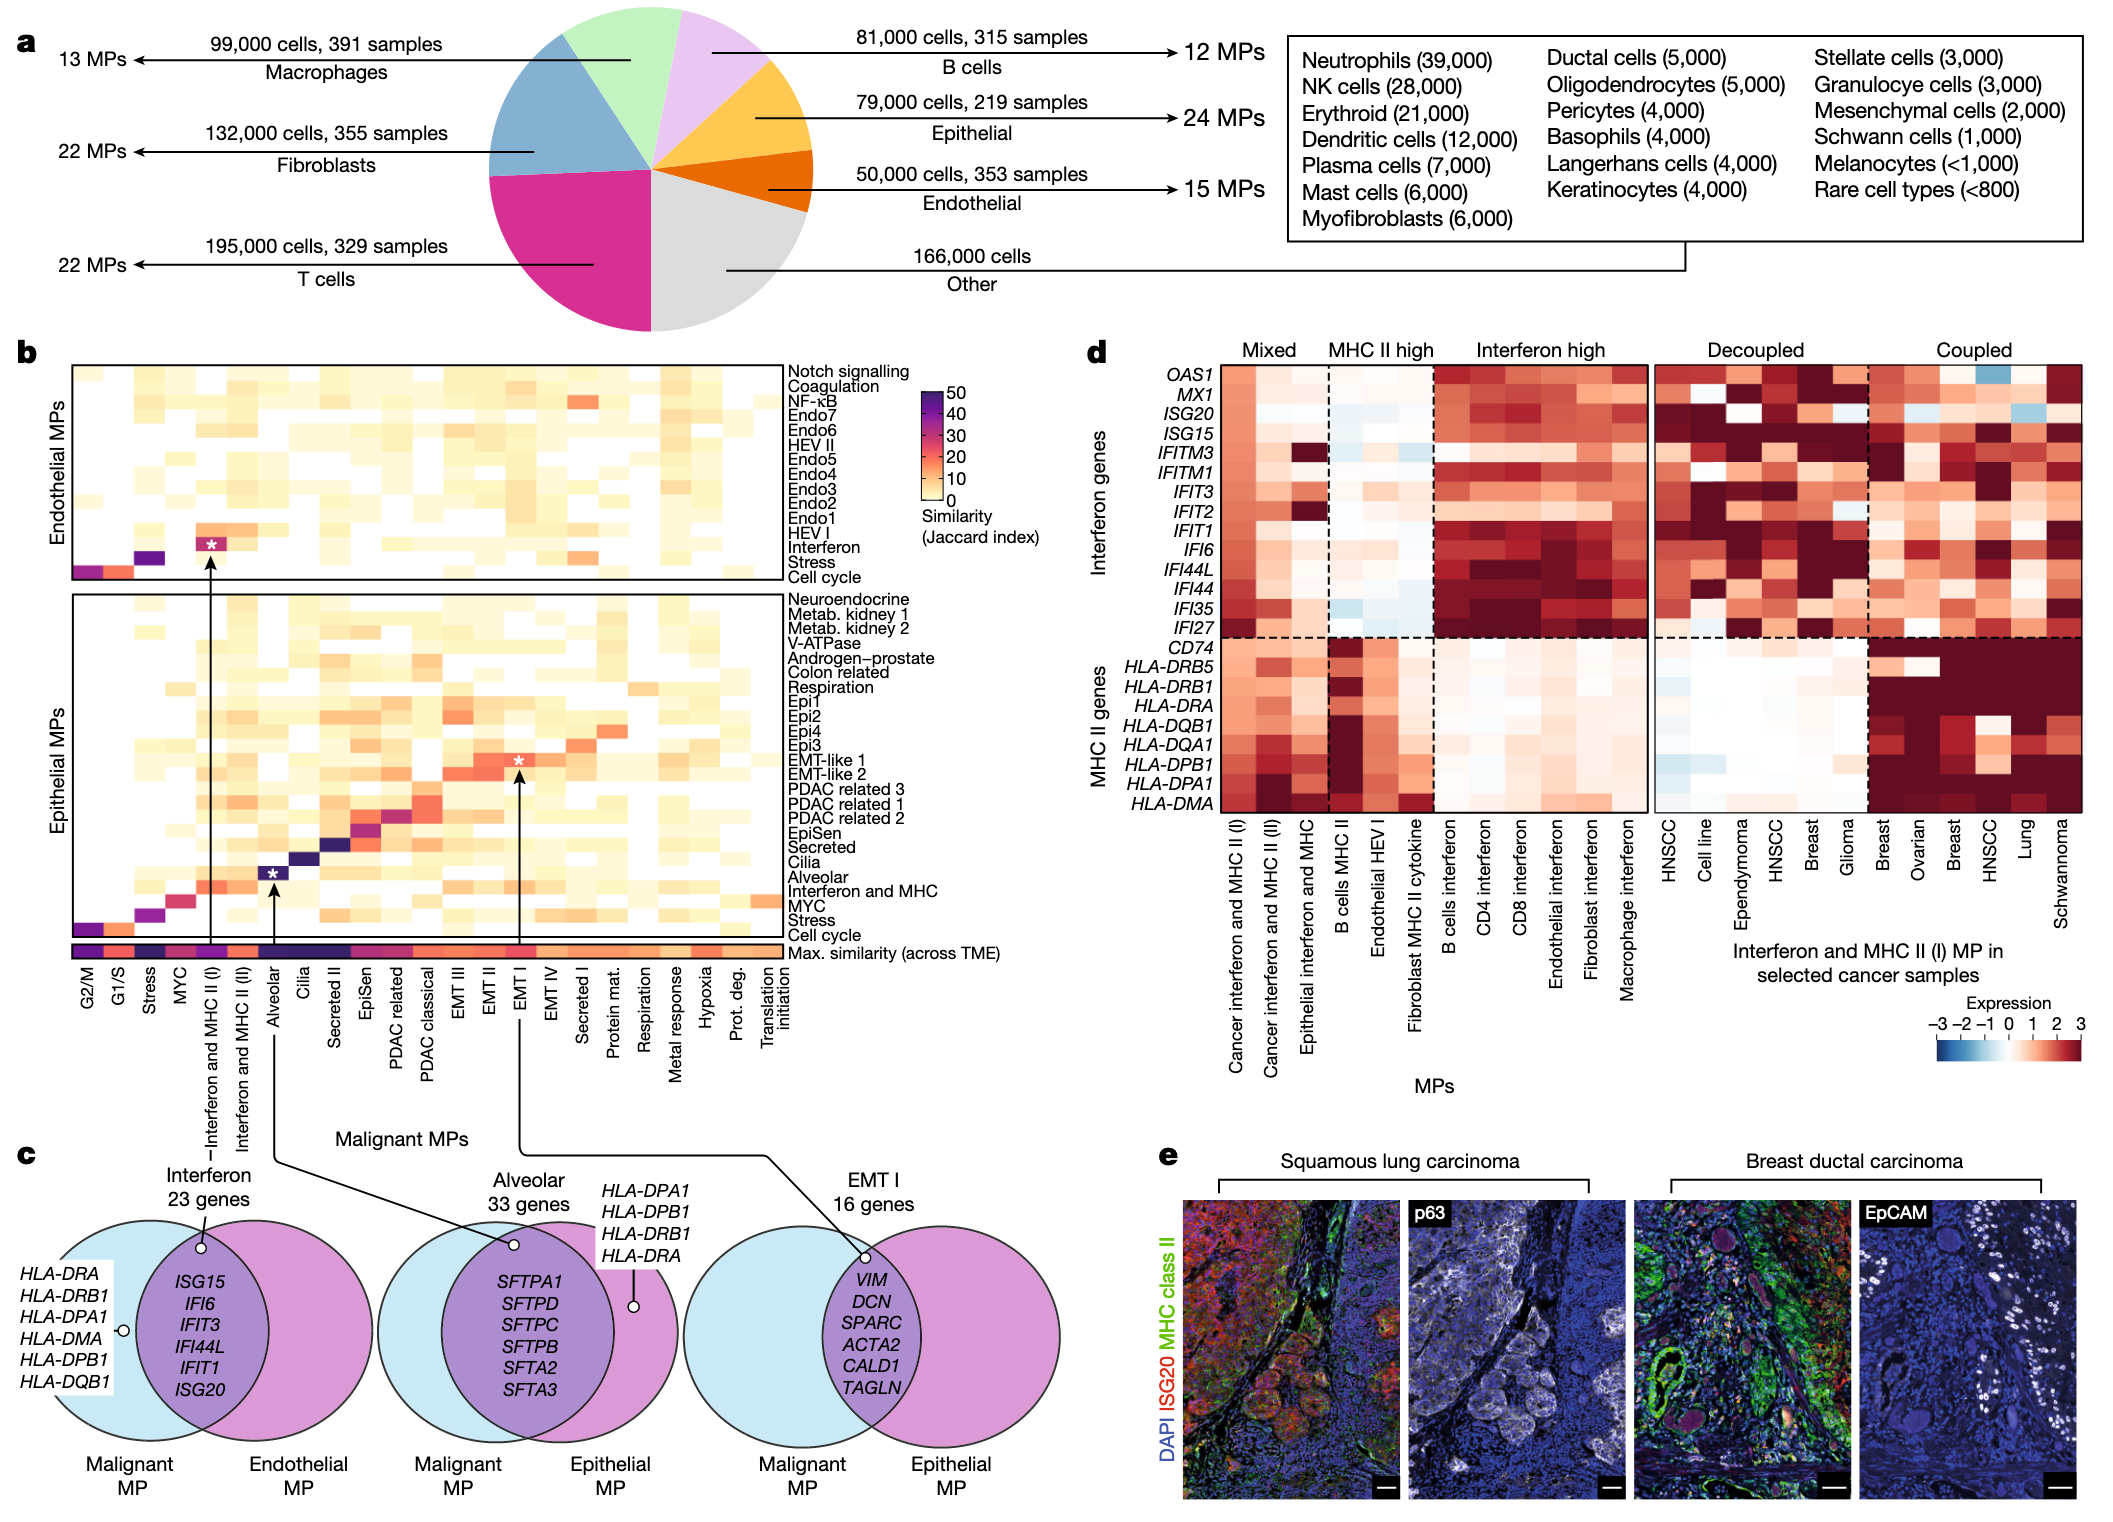 a
99,000 cells, 391 samples
13 MPs
Macrophages
132,000 cells, 355 samples
22 MPs
Fibroblasts
195,000 cells, 329 samples
22 MPs
T cells
81,000 cells, 315 samples
12 MPs
B cells
79,000 cells, 219 samples
24 MPs
Epithelial
50,000 cells, 353 samples
15 MPs
Endothelial
166,000 cells
Other
Neutrophils (39,000)
NK cells (28,000)
Erythroid (21,000)
Dendritic cells (12,000)
Plasma cells (7,000)
Mast cells (6,000)
Myofibroblasts (6,000)
Ductal cells (5,000)
Oligodendrocytes (5,000)
Pericytes (4,000)
Basophils (4,000)
Langerhans cells (4,000)
Keratinocytes (4,000)
Stellate cells (3,000)
Granulocye cells (3,000)
Mesenchymal cells (2,000)
Schwann cells (1,000)
Melanocytes (<1,000)
Rare cell types (<800)
b
Endothelial MPs
Notch signalling
Coagulation
NF-κB
Endo7
Endo6
HEV II
Endo5
Endo4
Endo3
Endo2
Endo1
HEV I
Interferon
Stress
Cell cycle
*
50
40
30
20
10
0
Similarity
(Jaccard index)
Epithelial MPs
Neuroendocrine
Metab. kidney 1
Metab. kidney 2
V-ATPase
Androgen–prostate
Colon related
Respiration
Epi1
Epi2
Epi4
Epi3
EMT-like 1
EMT-like 2
PDAC related 3
PDAC related 1
PDAC related 2
EpiSen
Secreted
Cilia
Alveolar
Interferon and MHC
MYC
Stress
Cell cycle
*
*
Max. similarity (across TME)
G2/M
G1/S
Stress
MYC
Interferon and MHC II (I)
Interferon and MHC II (II)
Alveolar
Cilia
Secreted II
EpiSen
PDAC related
PDAC classical
EMT III
EMT II
EMT I
EMT IV
Secreted I
Protein mat.
Respiration
Metal response
Hypoxia
Prot. deg.
Translation
initiation
Malignant MPs
c
Interferon
23 genes
HLA-DRA
HLA-DRB1
HLA-DPA1
HLA-DMA
HLA-DPB1
HLA-DQB1
ISG15
IFI6
IFIT3
IFI44L
IFIT1
ISG20
Malignant
MP
Endothelial
MP
Alveolar
33 genes
HLA-DPA1
HLA-DPB1
HLA-DRB1
HLA-DRA
SFTPA1
SFTPD
SFTPC
SFTPB
SFTA2
SFTA3
Malignant
MP
Epithelial
MP
EMT I
16 genes
VIM
DCN
SPARC
ACTA2
CALD1
TAGLN
Malignant
MP
Epithelial
MP
d
Mixed
MHC II high
Interferon high
Decoupled
Coupled
Interferon genes
OAS1
MX1
ISG20
ISG15
IFITM3
IFITM1
IFIT3
IFIT2
IFIT1
IFI6
IFI44L
IFI44
IFI35
IFI27
MHC II genes
CD74
HLA-DRB5
HLA-DRB1
HLA-DRA
HLA-DQB1
HLA-DQA1
HLA-DPB1
HLA-DPA1
HLA-DMA
Cancer interferon and MHC II (I)
Cancer interferon and MHC II (II)
Epithelial interferon and MHC
B cells MHC II
Endothelial HEV I
Fibroblast MHC II cytokine
B cells interferon
CD4 interferon
CD8 interferon
Endothelial interferon
Fibroblast interferon
Macrophage interferon
MPs
HNSCC
Cell line
Ependymoma
HNSCC
Breast
Glioma
Breast
Ovarian
Breast
HNSCC
Lung
Schwannoma
Interferon and MHC II (I) MP in
selected cancer samples
Expression
–3 –2 –1 0 1 2 3
e
Squamous lung carcinoma
Breast ductal carcinoma
DAPI ISG20 MHC class II
p63
EpCAM